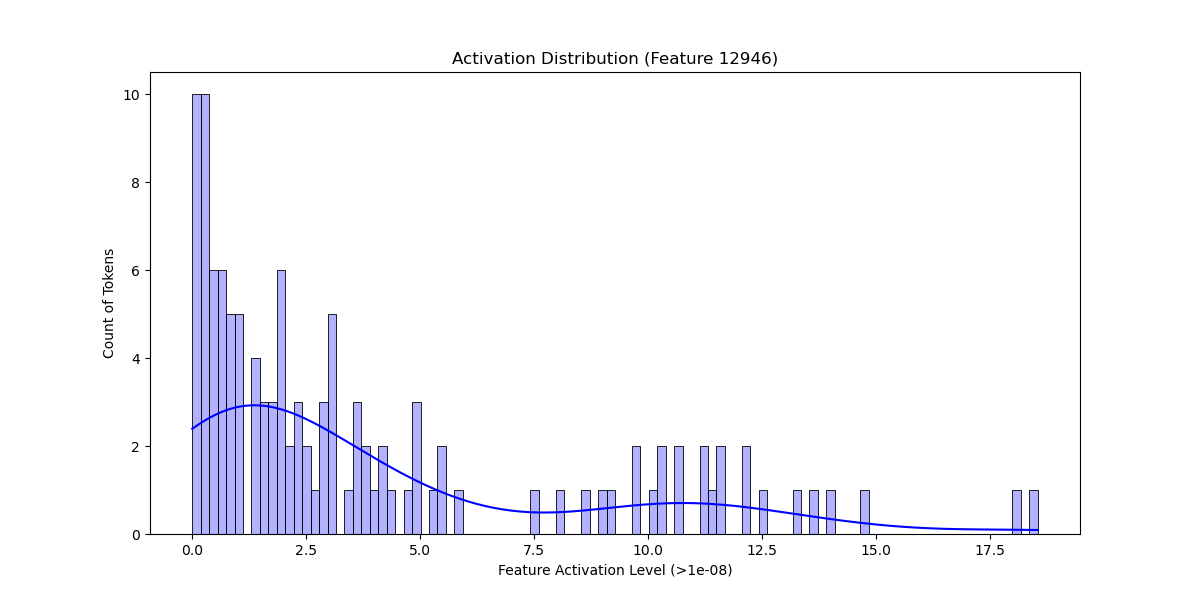 Activation Distribution (Feature 12946)
10
8
6
4
2
0
Count of Tokens
0.0 2.5 5.0 7.5 10.0 12.5 15.0 17.5
Feature Activation Level (>1e-08)